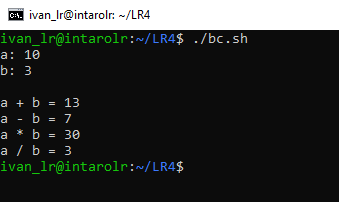 ivan_lr@intarolr: ~/LR4
ivan_lr@intarolr:~/LR4$ ./bc.sh
a: 10
b: 3

a + b = 13
a - b = 7
a * b = 30
a / b = 3
ivan_lr@intarolr:~/LR4$